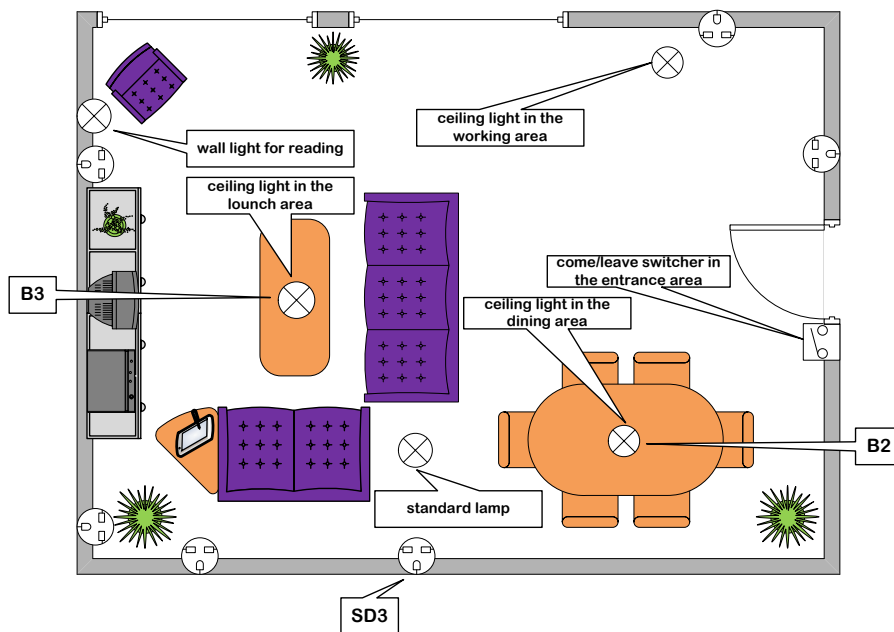 ceiling light in the
working area
wall light for reading
ceiling light in the
lounch area
come/leave switcher in
the entrance area
B3
ceiling light in the
dining area
B2
standard lamp
SD3